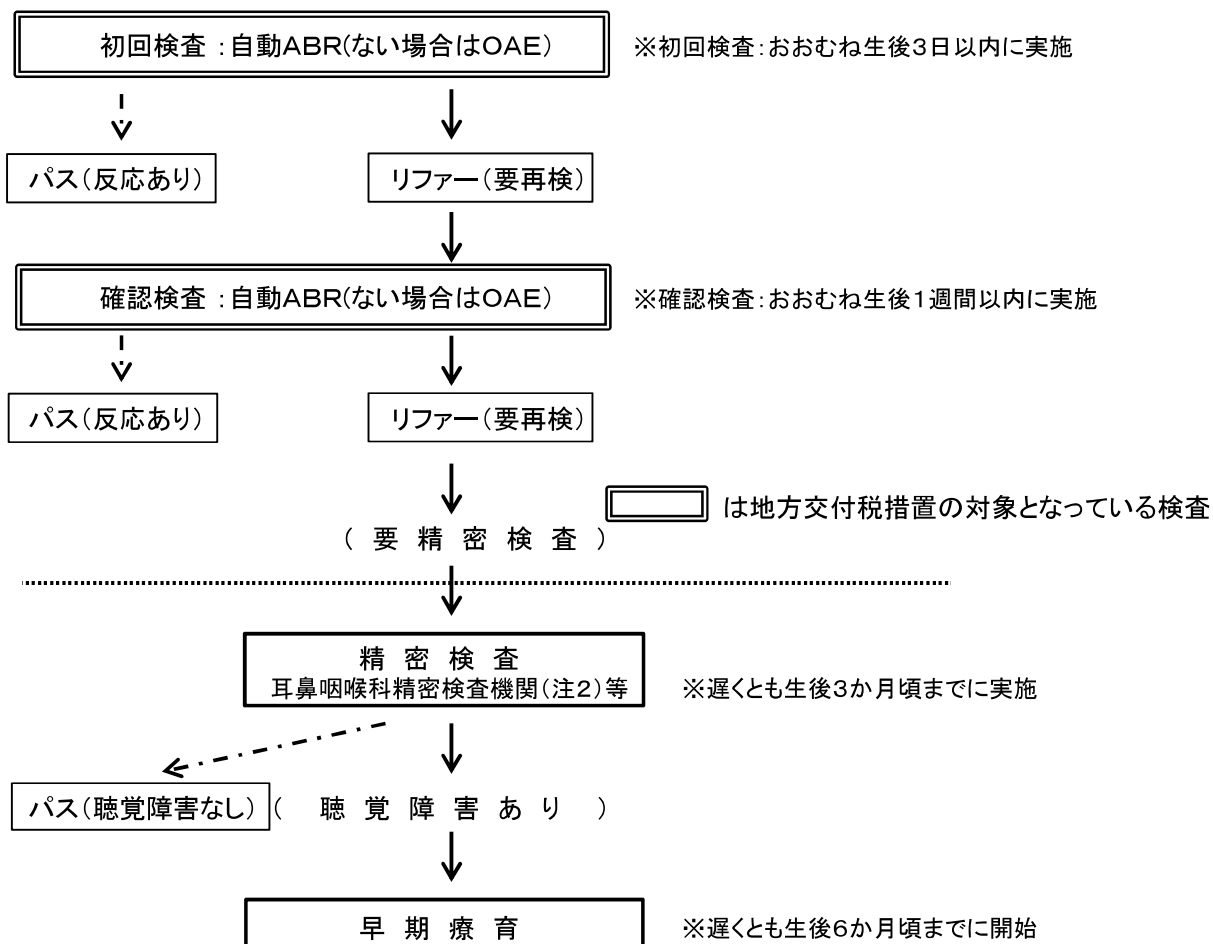 初回検査：自動ABR(ない場合はOAE)
※初回検査：おおむね生後3日以内に実施
パス（反応あり）
リファー（要再検）
確認検査：自動ABR(ない場合はOAE)
※確認検査：おおむね生後1週間以内に実施
パス（反応あり）
リファー（要再検）
は地方交付税措置の対象となっている検査
（ 要 精 密 検 査 ）
精 密 検 査
耳鼻咽喉科精密検査機関（注2）等
※遅くとも生後3か月頃までに実施
パス（聴覚障害なし）
（ 聴 覚 障 害 あ り ）
早 期 療 育
※遅くとも生後6か月頃までに開始